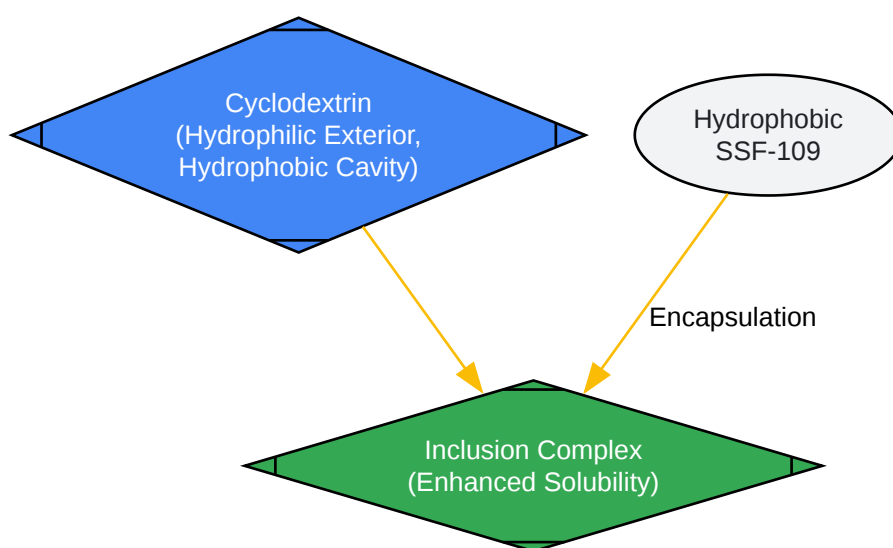 Cyclodextrin
(Hydrophilic Exterior,
Hydrophobic Cavity)
Hydrophobic
SSF-109
Encapsulation
Inclusion Complex
(Enhanced Solubility)